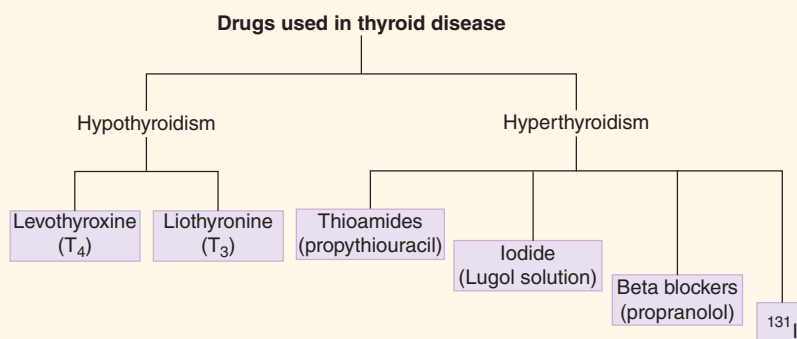 Drugs used in thyroid disease
Hypothyroidism
Hyperthyroidism
Levothyroxine
(T₄)
Liothyronine
(T₃)
Thioamides
(propythiouracil)
Iodide
(Lugol solution)
Beta blockers
(propranolol)
¹³¹I